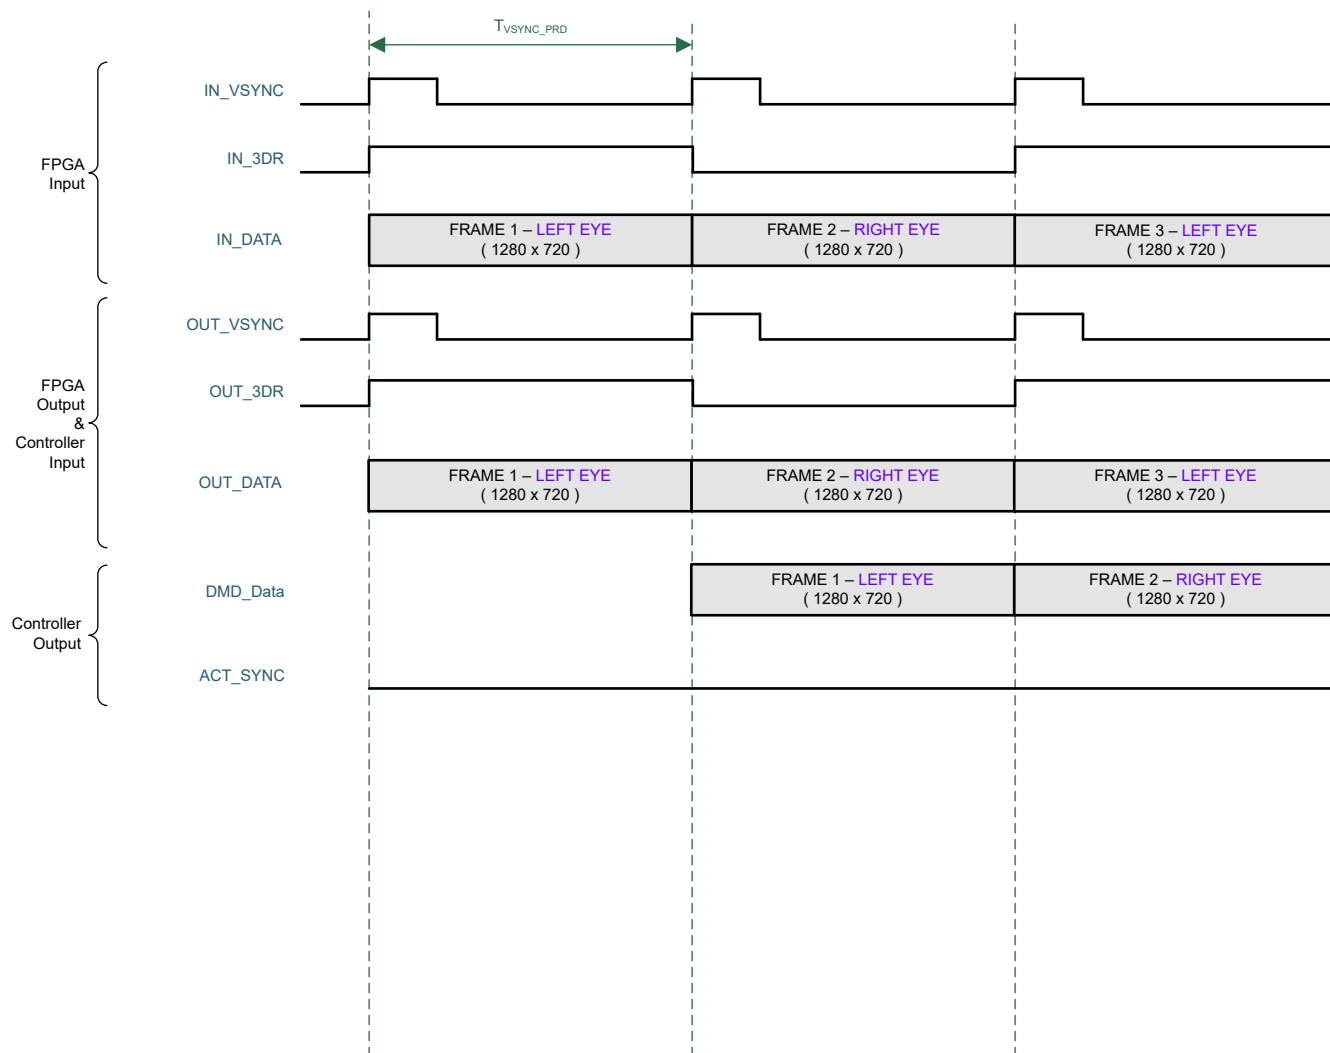 TVSYNC_PRD
FPGA
Input
IN_VSYNC
IN_3DR
IN_DATA
FRAME 1 – LEFT EYE
( 1280 x 720 )
FRAME 2 – RIGHT EYE
( 1280 x 720 )
FRAME 3 – LEFT EYE
( 1280 x 720 )
FPGA
Output
&
Controller
Input
OUT_VSYNC
OUT_3DR
OUT_DATA
FRAME 1 – LEFT EYE
( 1280 x 720 )
FRAME 2 – RIGHT EYE
( 1280 x 720 )
FRAME 3 – LEFT EYE
( 1280 x 720 )
Controller
Output
DMD_Data
FRAME 1 – LEFT EYE
( 1280 x 720 )
FRAME 2 – RIGHT EYE
( 1280 x 720 )
ACT_SYNC